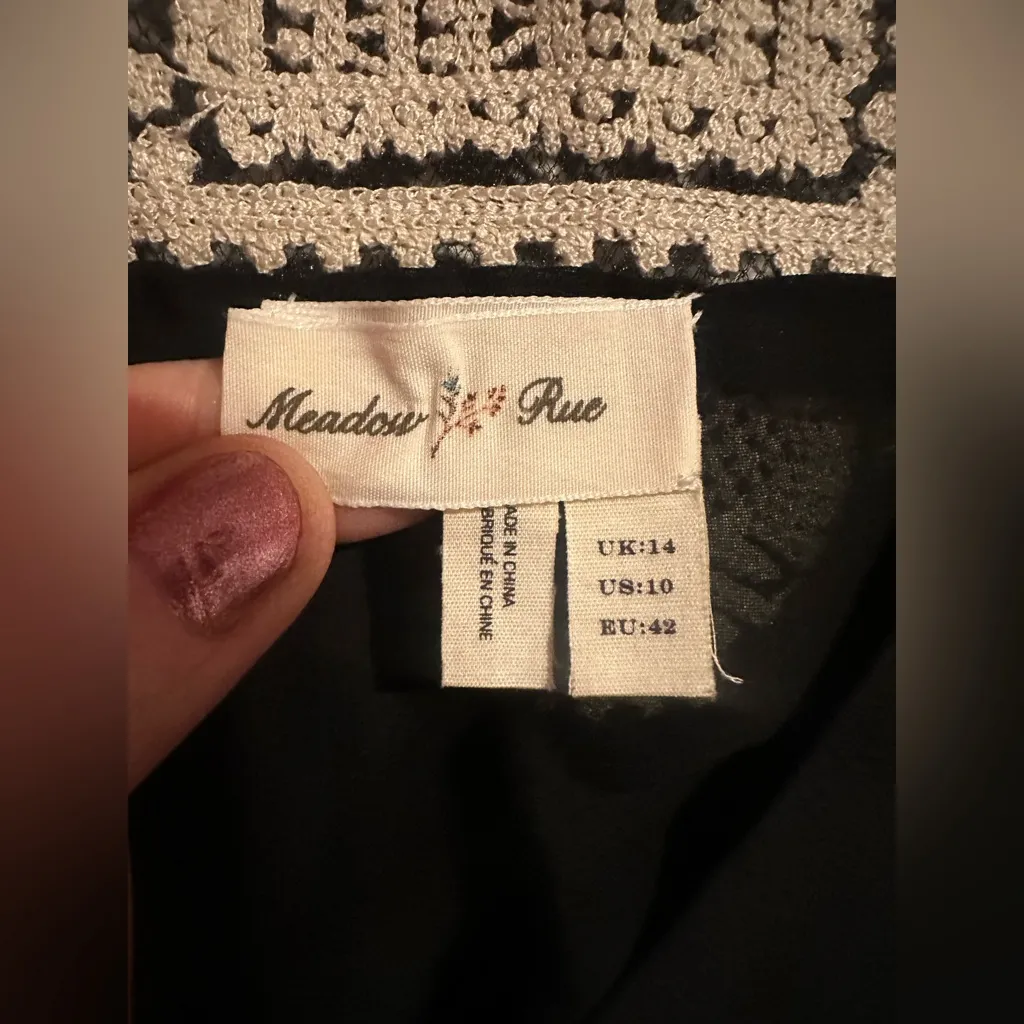 Meadow Rue
ADE IN CHINA
BRIQUÉ EN CHINE
UK:14
US:10
EU:42